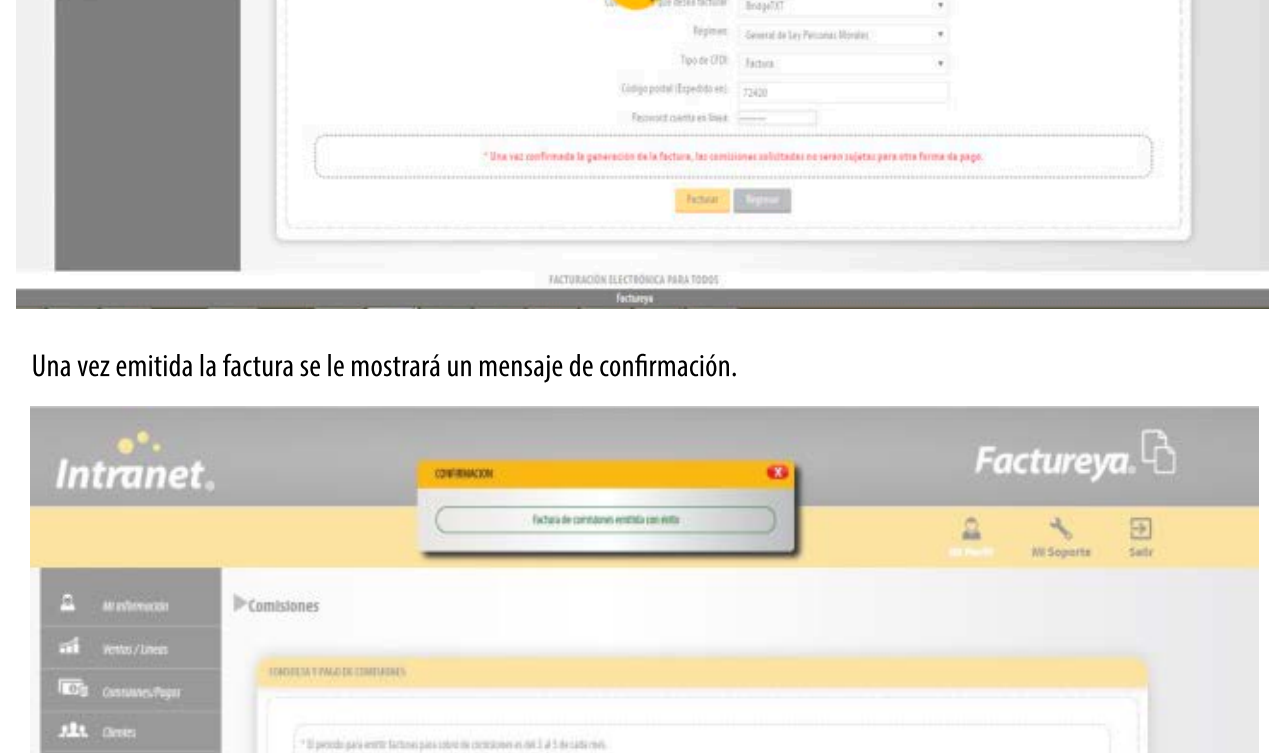 que desea facturar: BridgeTXT
Régimen: General de Ley Personas Morales
Tipo de CFDI: Factura
Código postal (Expedido en): 72420
Password cuenta en línea:
* Una vez confirmada la generación de la factura, las comisiones solicitadas no seran sujetas para otra forma de pago.
Facturar Regresar
FACTURACIÓN ELECTRÓNICA PARA TODOS
Factureya
Una vez emitida la factura se le mostrará un mensaje de confirmación.
Intranet.
Factureya.
CONFIRMACION X
Factura de comisiones emitida con éxito
Mi Perfil Mi Soporte Salir
Mi información
Comisiones
Ventas / Lineas
CONSULTA Y PAGO DE COMISIONES
Comisiones/Pagos
Clientes
* El periodo para emitir facturas para cobro de comisiones es del 1 al 5 de cada mes.